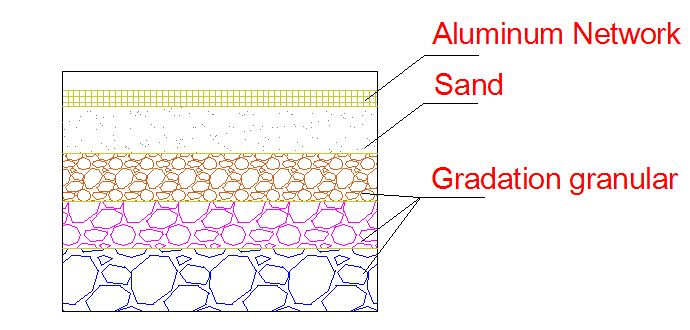 Aluminum Network
Sand
Gradation granular